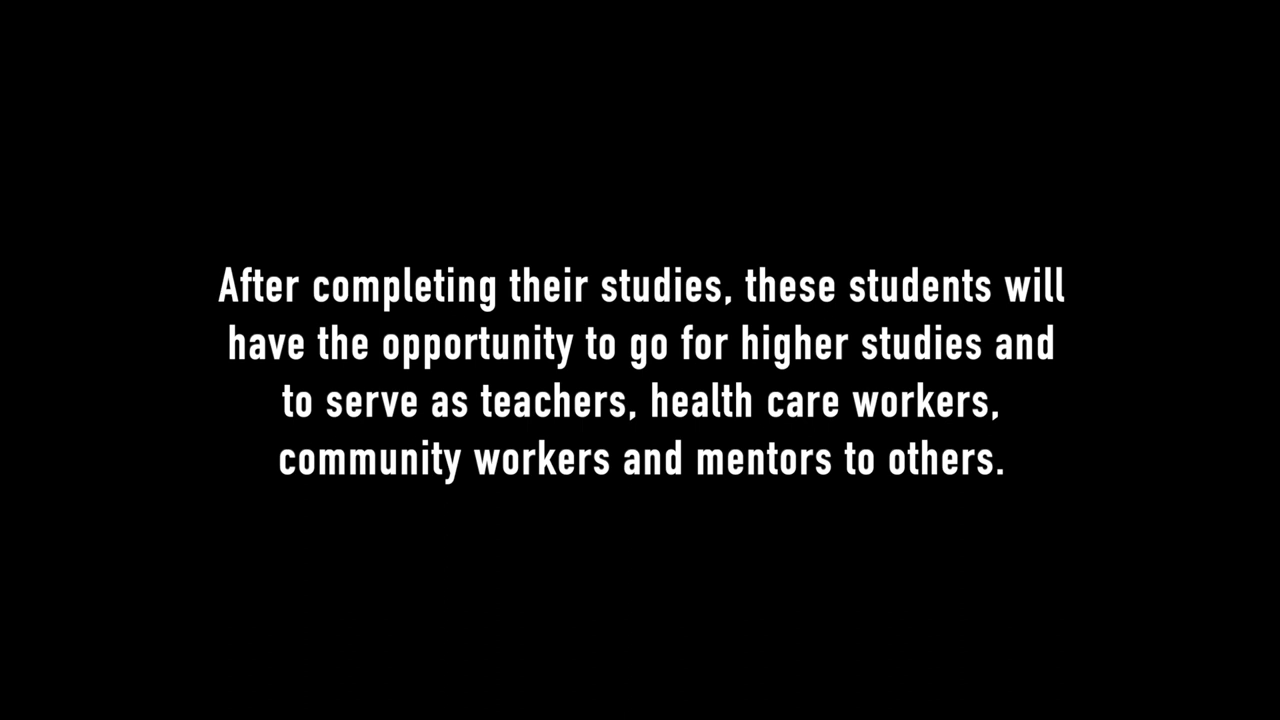 After completing their studies, these students will
have the opportunity to go for higher studies and
to serve as teachers, health care workers,
community workers and mentors to others.